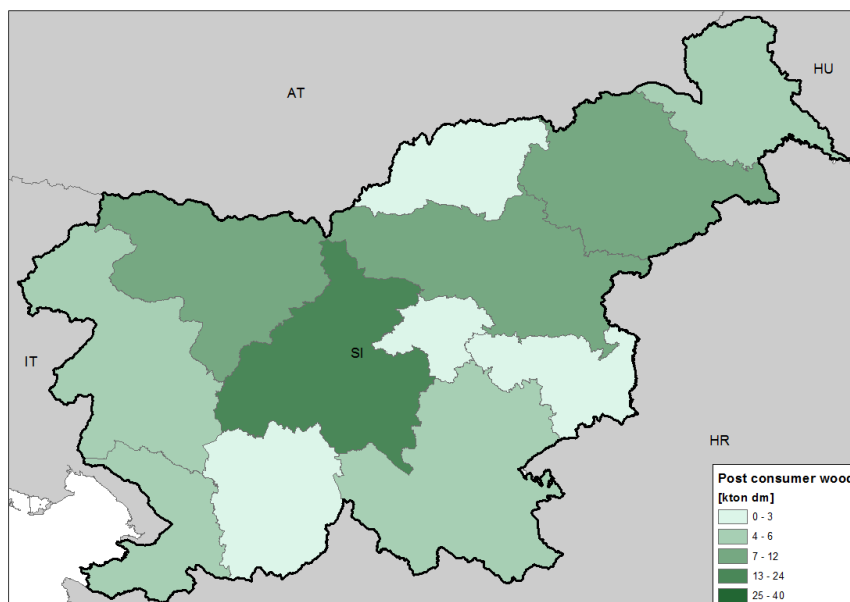 AT
HU
SI
IT
HR
Post consumer wood
[kton dm]
0 - 3
4 - 6
7 - 12
13 - 24
25 - 40